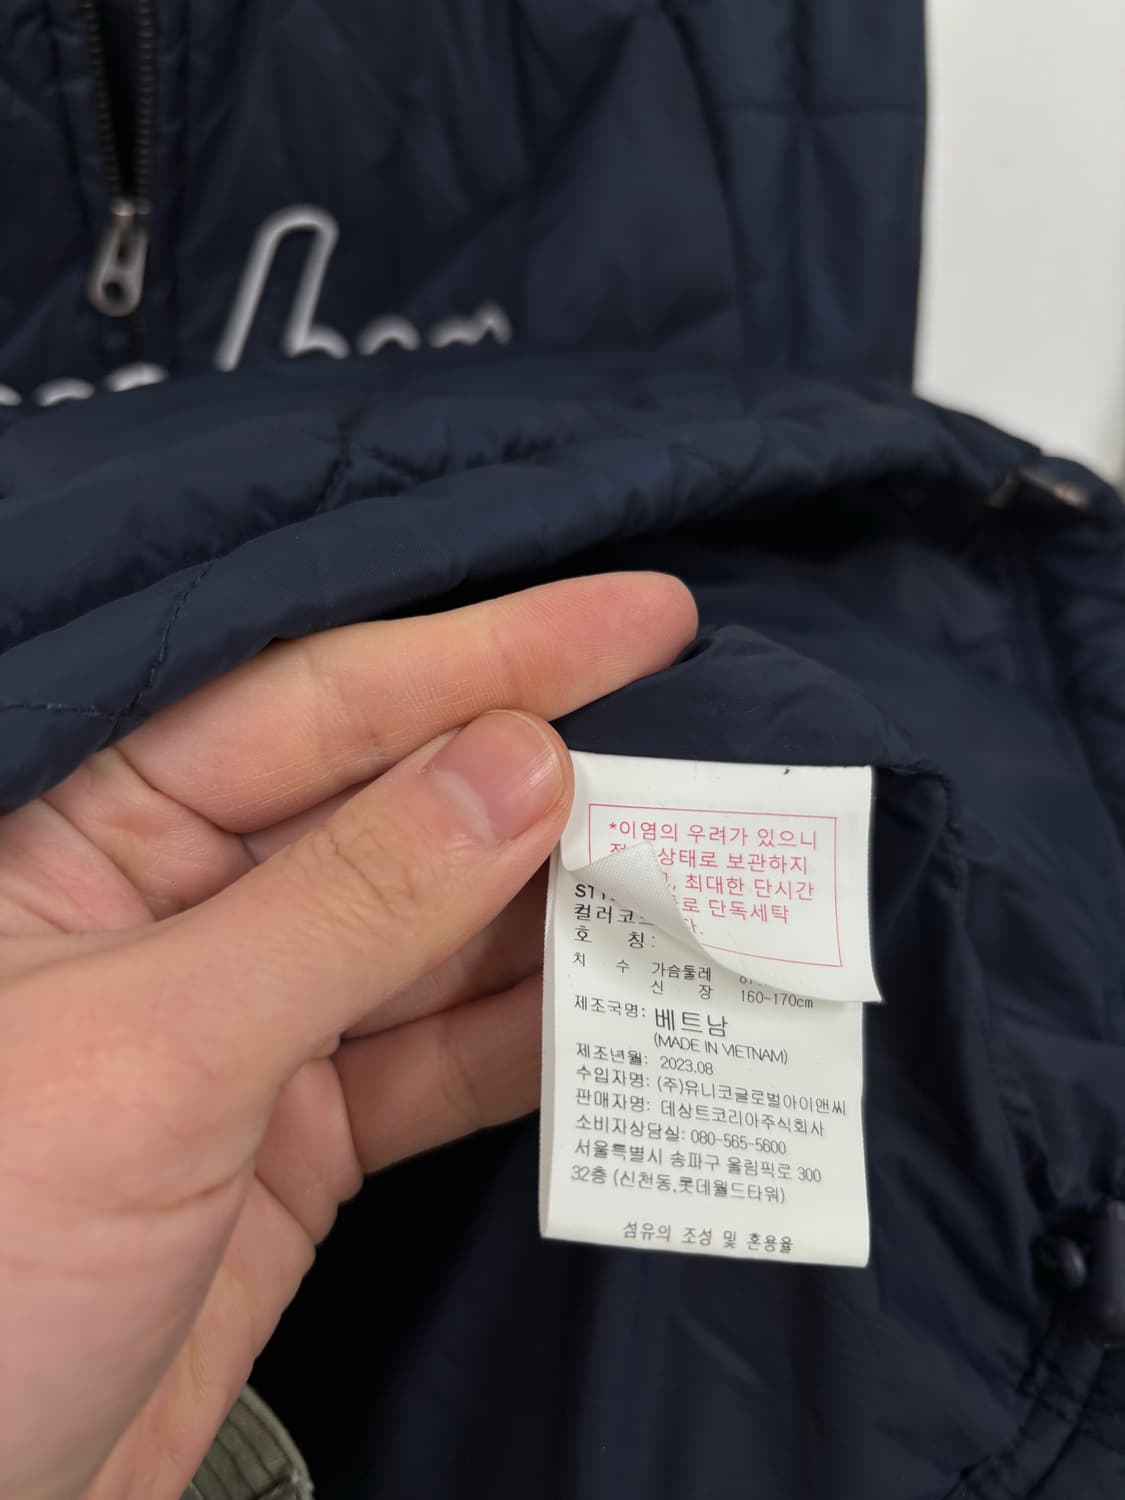 *이염의 우려가 있으니
상태로 보관하지
, 최대한 단시간
로 단독세탁
호 칭:
치 수 가슴둘레
신 장 160~170cm
제조국명: 베트남
(MADE IN VIETNAM)
제조년월: 2023.08
수입자명: (주)유니코글로벌아이앤씨
판매자명: 데상트코리아주식회사
소비자상담실: 080-565-5600
서울특별시 송파구 올림픽로 300
32층 (신천동,롯데월드타워)
섬유의 조성 및 혼용율